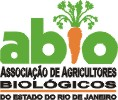 abio
ASSOCIAÇÃO DE AGRICULTORES
BIOLÓGICOS
DO ESTADO DO RIO DE JANEIRO